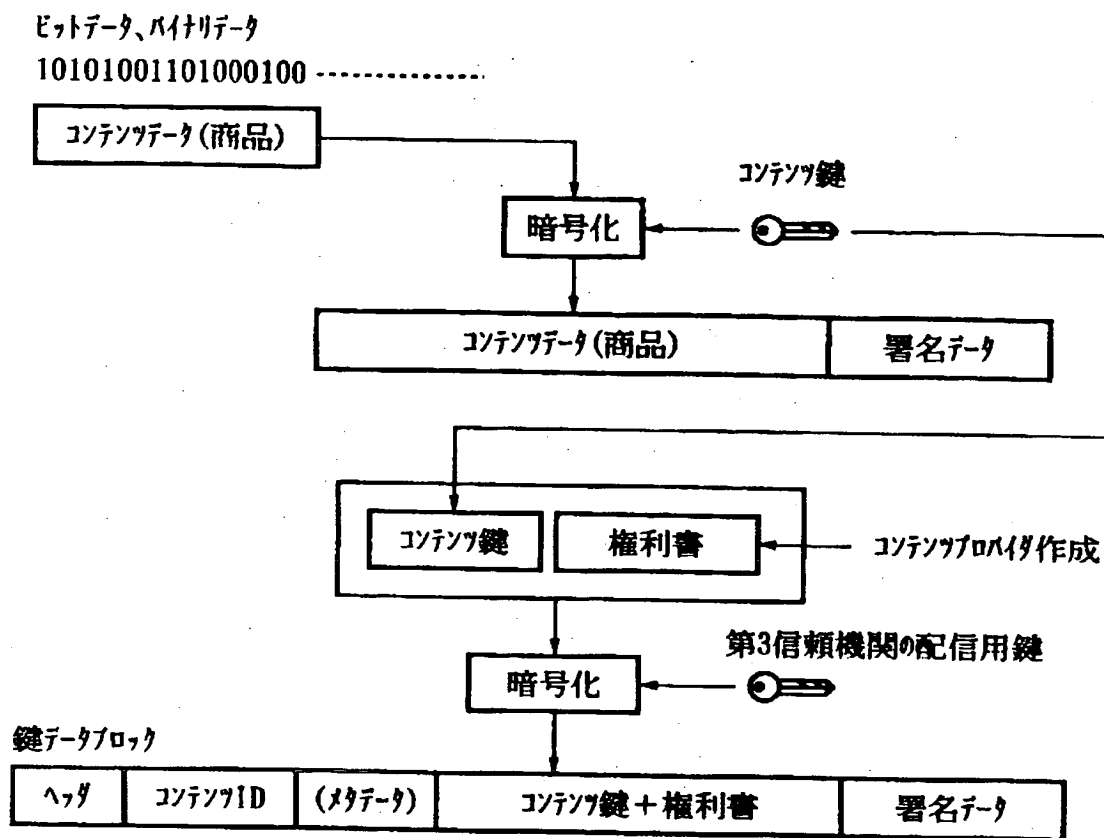 ビットデータ、バイナリデータ
10101001101000100 ---------------
コンテンツデータ(商品)
コンテンツ鍵
暗号化
コンテンツデータ(商品) 署名データ
コンテンツ鍵 権利書 コンテンツプロバイダ作成
第3信頼機関の配信用鍵
暗号化
鍵データブロック
ヘッダ コンテンツID (メタデータ) コンテンツ鍵+権利書 署名データ